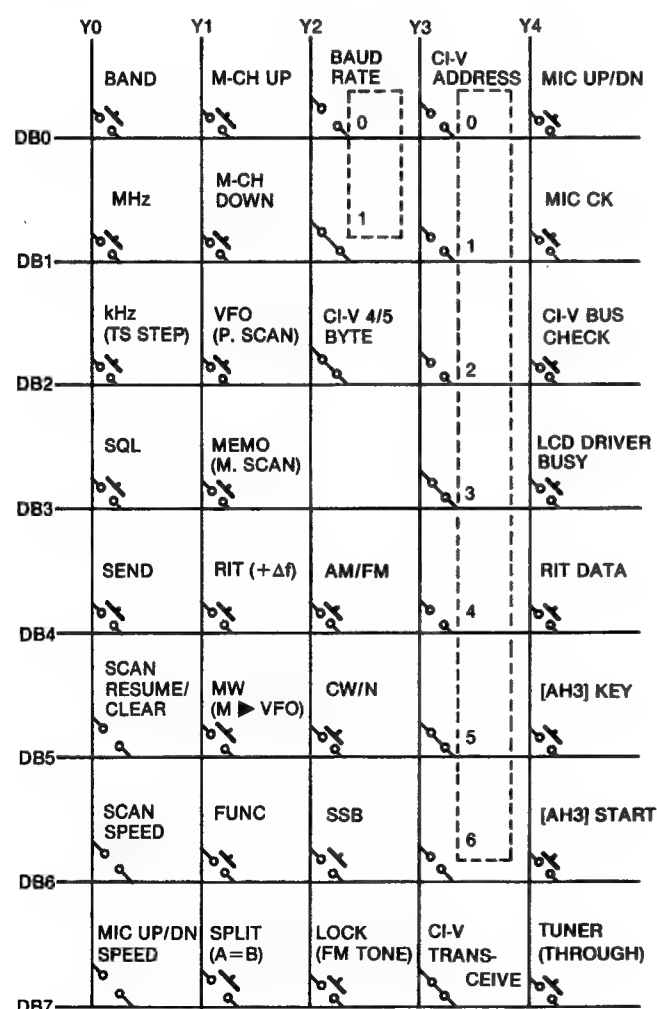 Y0 Y1 Y2 Y3 Y4
BAND M-CH UP BAUD RATE CI-V ADDRESS MIC UP/DN
0 0
DB0
MHz M-CH DOWN MIC CK
1 1
DB1
kHz (TS STEP) VFO (P. SCAN) CI-V 4/5 BYTE CI-V BUS CHECK
2
DB2
SQL MEMO (M. SCAN) LCD DRIVER BUSY
3
DB3
SEND RIT (+Δf) AM/FM RIT DATA
4
DB4
SCAN RESUME/ CLEAR MW (M ▶ VFO) CW/N [AH3] KEY
5
DB5
SCAN SPEED FUNC SSB [AH3] START
6
DB6
MIC UP/DN SPEED SPLIT (A=B) LOCK (FM TONE) CI-V TRANS- CEIVE TUNER (THROUGH)
DB7